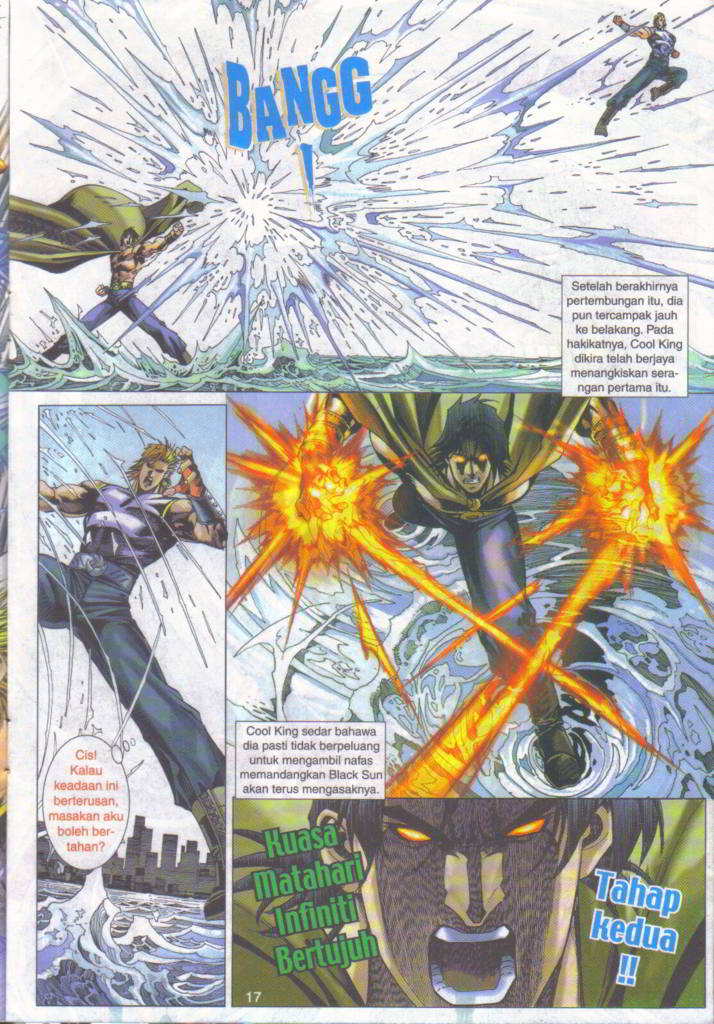 BANGG
!
Setelah berakhirnya
pertembungan itu, dia
pun tercampak jauh
ke belakang. Pada
hakikatnya, Cool King
dikira telah berjaya
menangkiskan sera-
ngan pertama itu.
Cis!
Kalau
keadaan ini
berterusan,
masakan aku
boleh ber-
tahan?
Cool King sedar bahawa
dia pasti tidak berpeluang
untuk mengambil nafas
memandangkan Black Sun
akan terus mengasaknya.
Kuasa
Matahari
Infiniti
Bertujuh
Tahap
kedua
!!
17